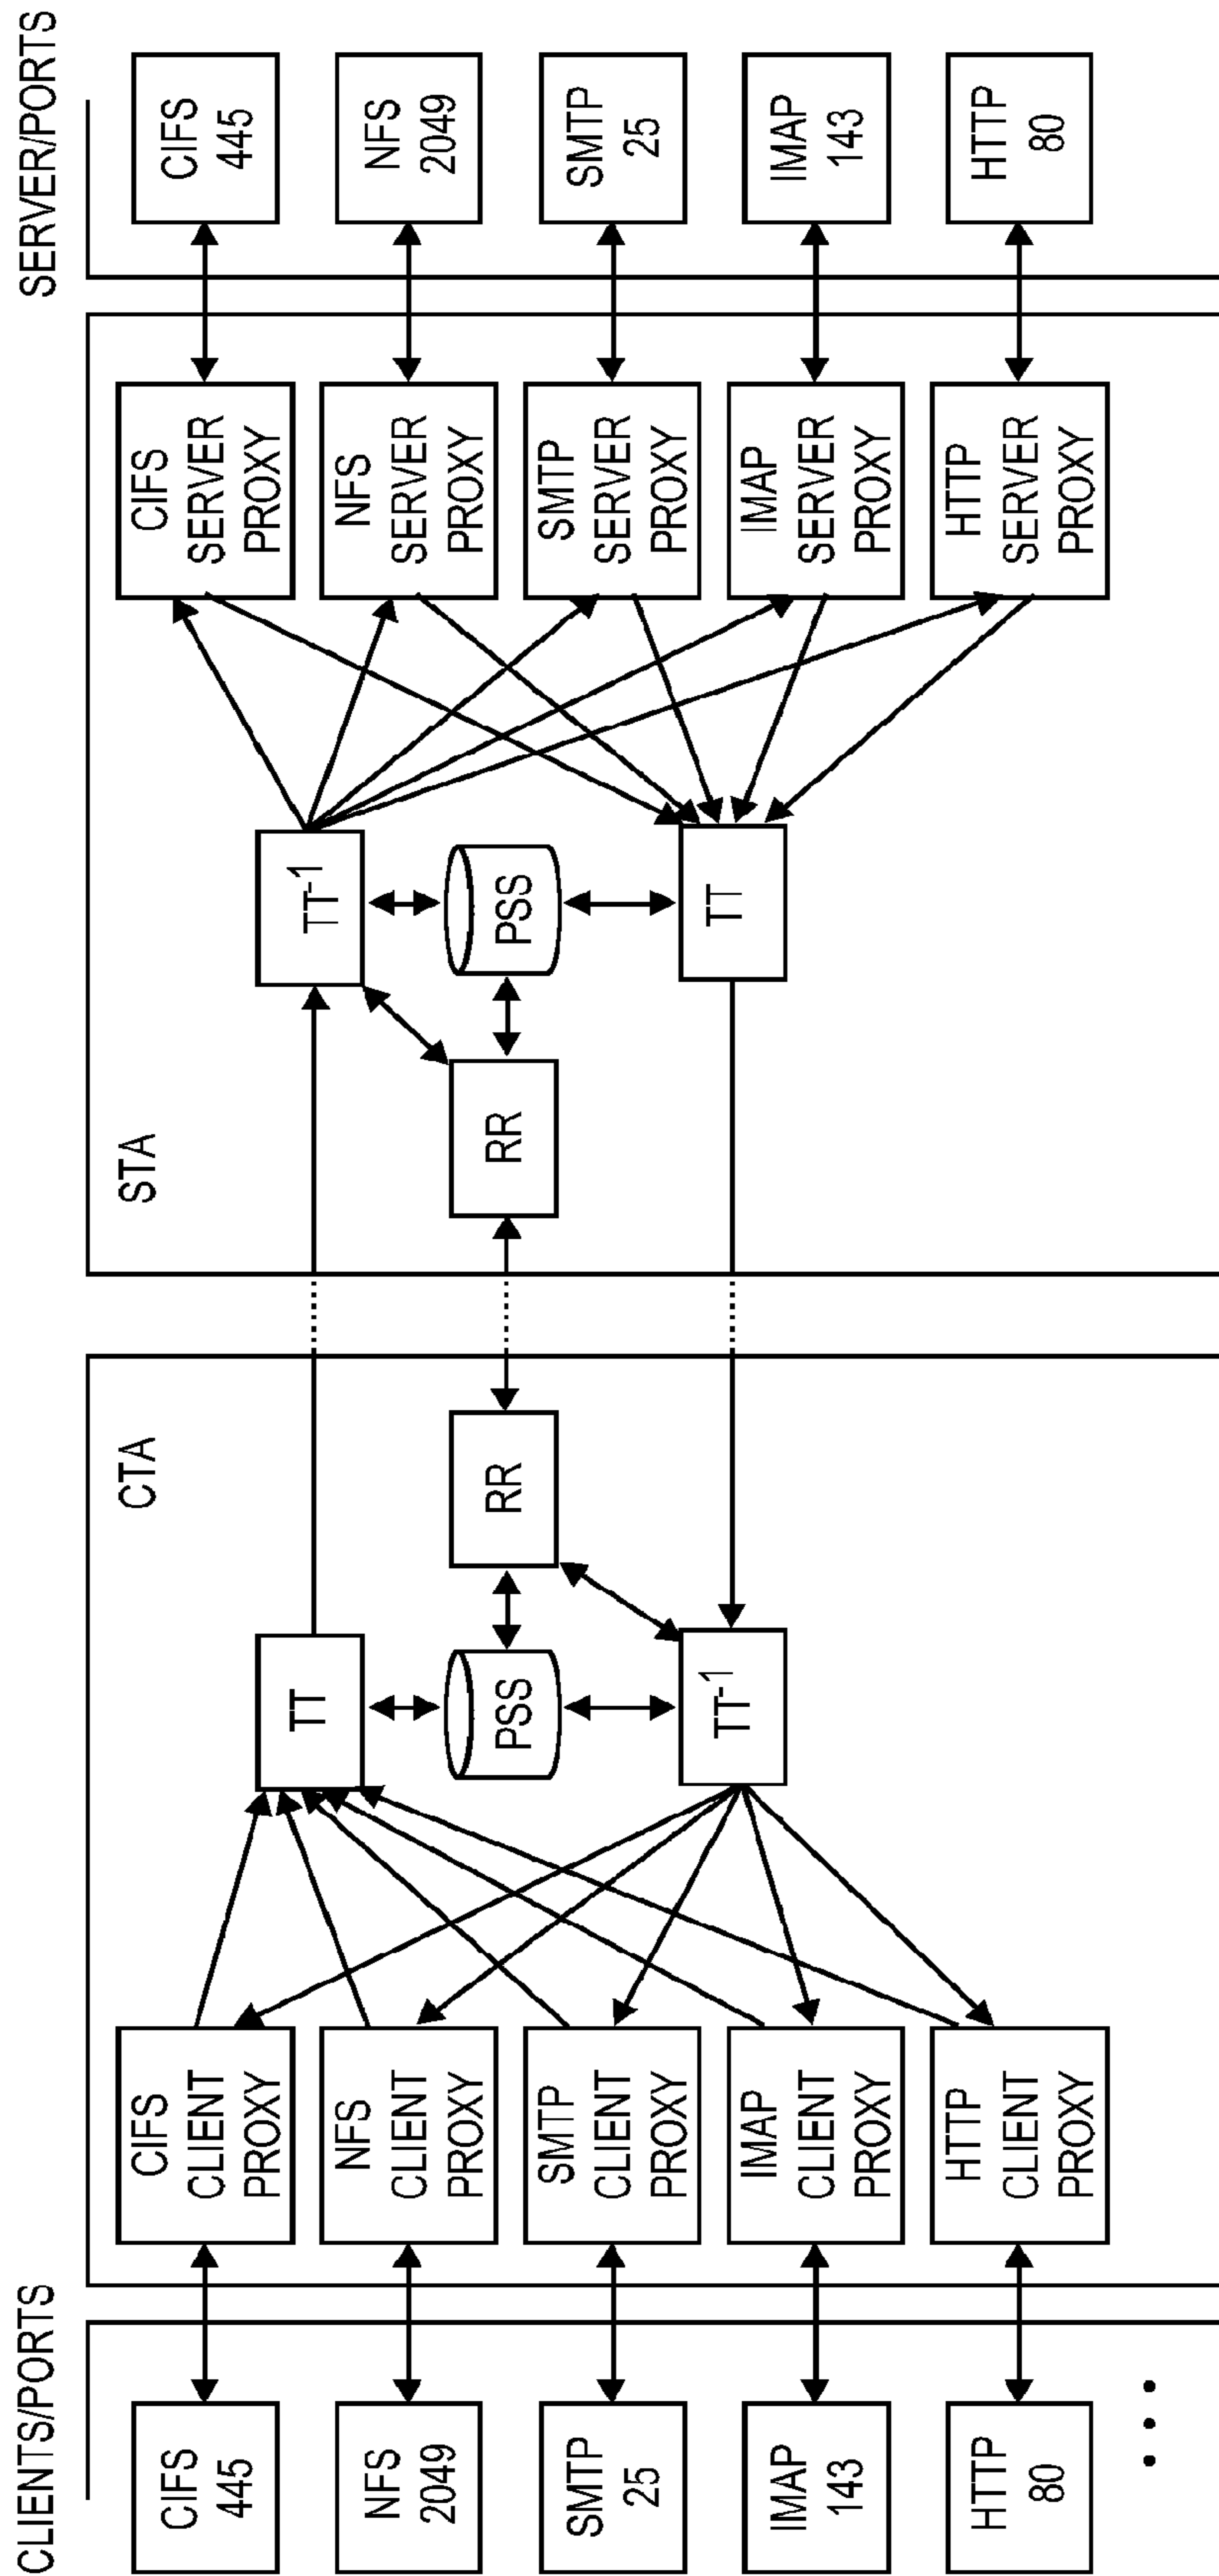 CLIENTS/PORTS
CIFS
445
NFS
2049
SMTP
25
IMAP
143
HTTP
80
CTA
CIFS
CLIENT
PROXY
NFS
CLIENT
PROXY
SMTP
CLIENT
PROXY
IMAP
CLIENT
PROXY
HTTP
CLIENT
PROXY
TT
PSS
TT-1
RR
STA
RR
TT-1
PSS
TT
CIFS
SERVER
PROXY
NFS
SERVER
PROXY
SMTP
SERVER
PROXY
IMAP
SERVER
PROXY
HTTP
SERVER
PROXY
SERVER/PORTS
CIFS
445
NFS
2049
SMTP
25
IMAP
143
HTTP
80